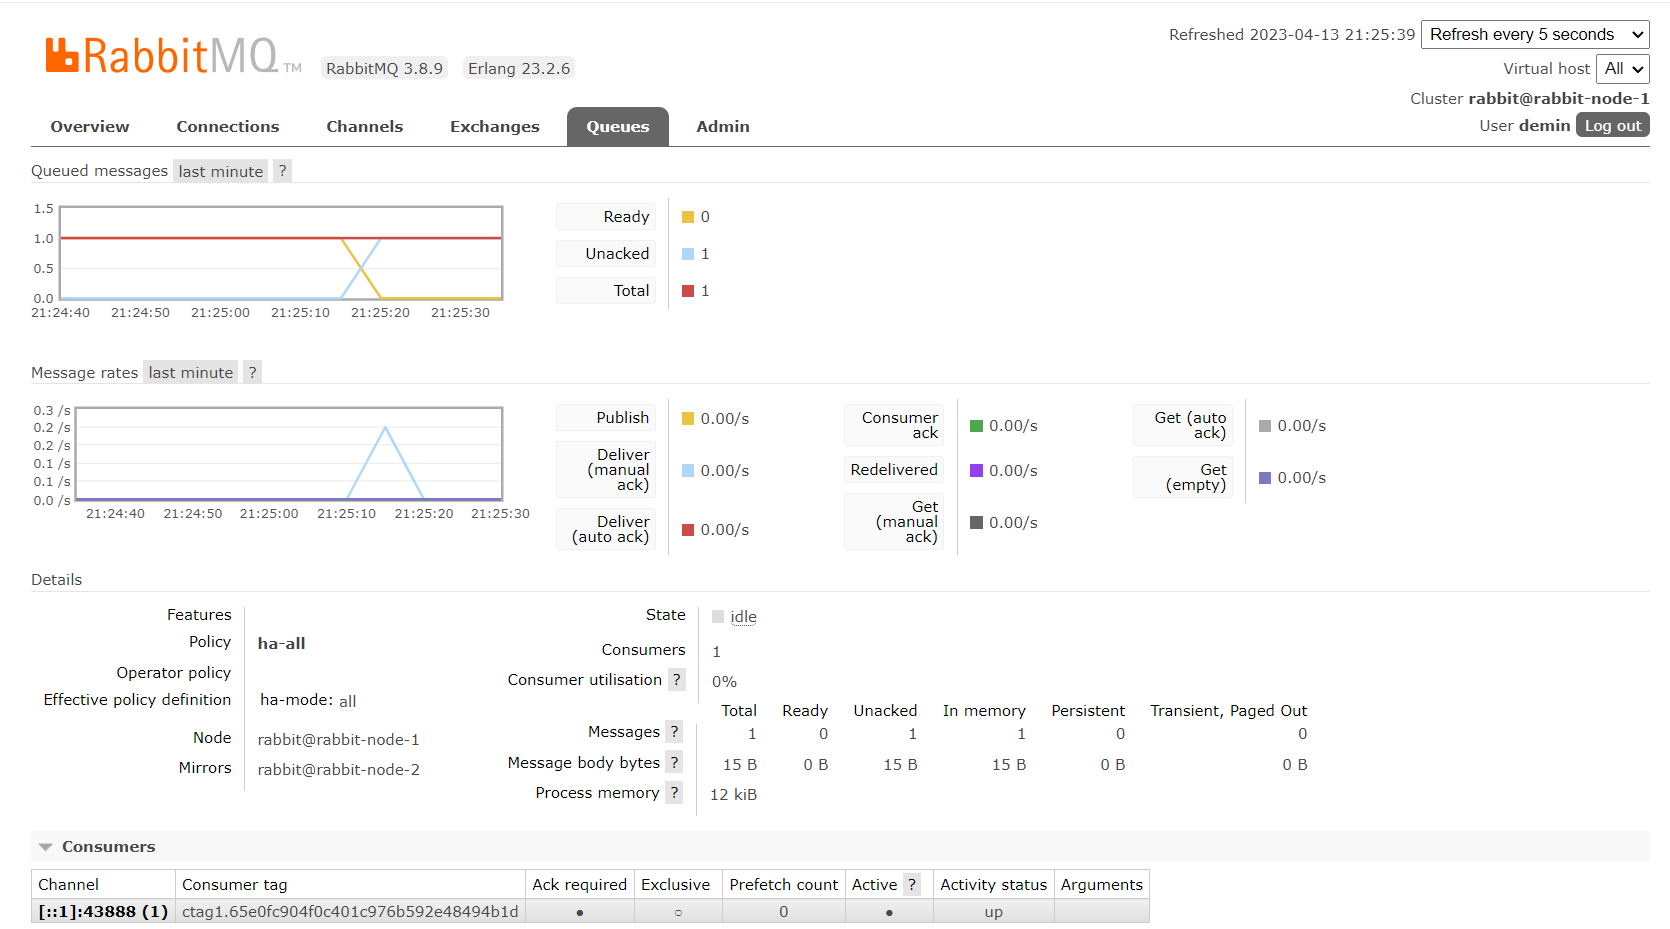 RabbitMQ TM RabbitMQ 3.8.9 Erlang 23.2.6
Refreshed 2023-04-13 21:25:39 Refresh every 5 seconds
Virtual host All
Cluster rabbit@rabbit-node-1
User demin Log out
Overview Connections Channels Exchanges Queues Admin
Queued messages last minute ?
1.5
1.0
0.5
0.0
21:24:40 21:24:50 21:25:00 21:25:10 21:25:20 21:25:30
Ready 0
Unacked 1
Total 1
Message rates last minute ?
0.3 /s
0.2 /s
0.2 /s
0.1 /s
0.1 /s
0.0 /s
21:24:40 21:24:50 21:25:00 21:25:10 21:25:20 21:25:30
Publish 0.00/s
Deliver
(manual 0.00/s
ack)
Deliver
(auto ack) 0.00/s
Consumer
ack 0.00/s
Redelivered 0.00/s
Get
(manual 0.00/s
ack)
Get (auto
ack) 0.00/s
Get
(empty) 0.00/s
Details
Features
Policy ha-all
Operator policy
Effective policy definition ha-mode: all
Node rabbit@rabbit-node-1
Mirrors rabbit@rabbit-node-2
State idle
Consumers 1
Consumer utilisation ? 0%
Total Ready Unacked In memory Persistent Transient, Paged Out
Messages ? 1 0 1 1 0 0
Message body bytes ? 15 B 0 B 15 B 15 B 0 B 0 B
Process memory ? 12 kiB
Consumers
Channel Consumer tag Ack required Exclusive Prefetch count Active ? Activity status Arguments
[::1]:43888 (1) ctag1.65e0fc904f0c401c976b592e48494b1d ● ○ 0 ● up